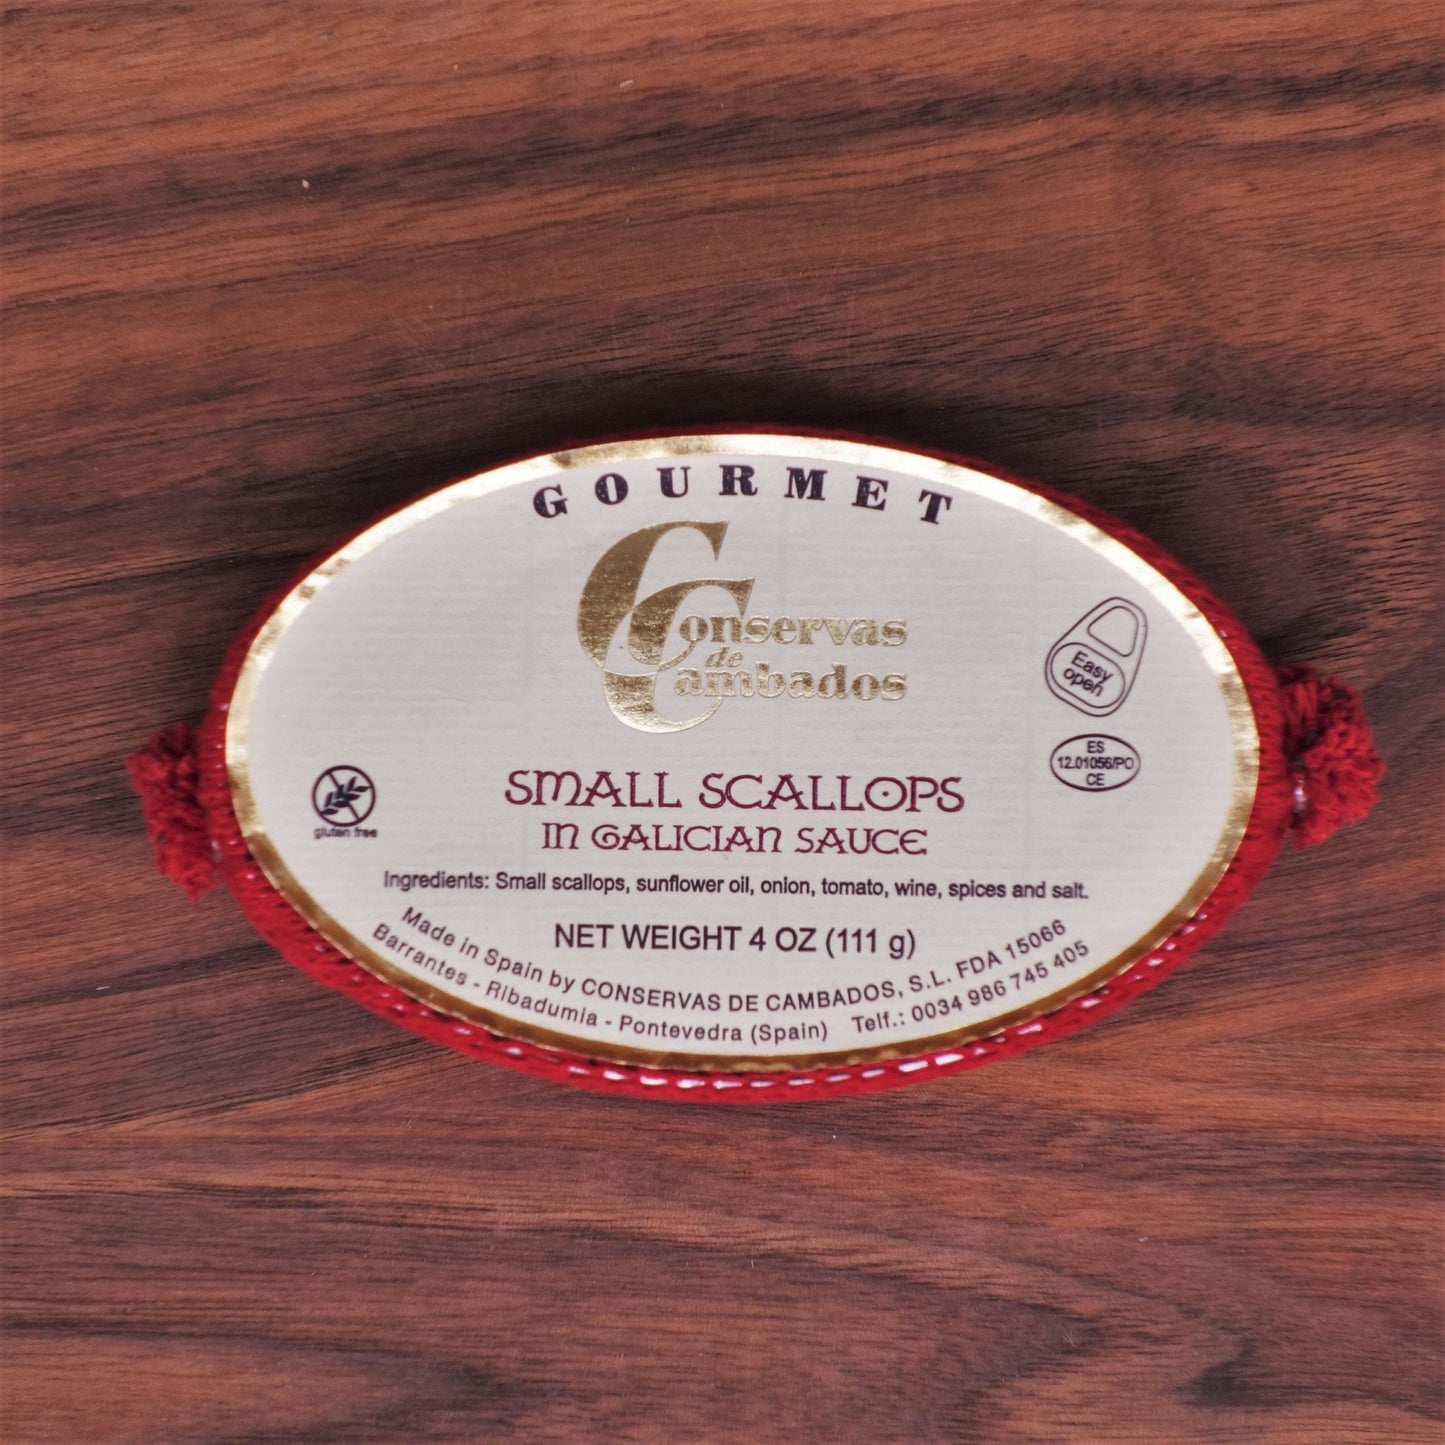 GOURMET
Conservas
de
Cambados
Easy
open
ES
12.01056/PO
CE
gluten free
SMALL SCALLOPS
IN GALICIAN SAUCE
Ingredients: Small scallops, sunflower oil, onion, tomato, wine, spices and salt.
NET WEIGHT 4 OZ (111 g)
Made in Spain by CONSERVAS DE CAMBADOS, S.L. FDA 15066
Barrantes - Ribadumia - Pontevedra (Spain) Telf.: 0034 986 745 405